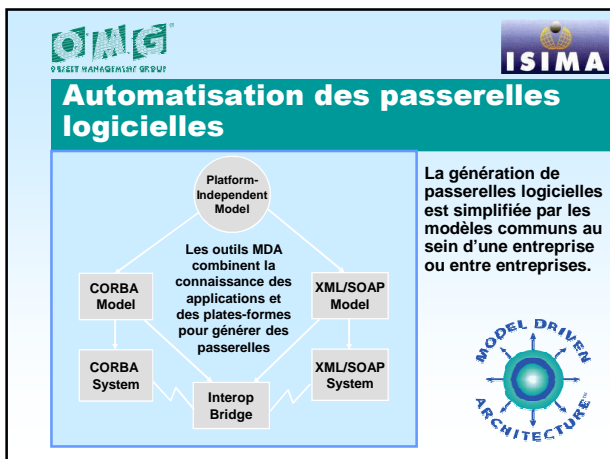 OMG
OBJECT MANAGEMENT GROUP
ISIMA
Automatisation des passerelles
logicielles
Platform-
Independent
Model
Les outils MDA
combinent la
connaissance des
applications et
des plates-formes
pour générer des
passerelles
CORBA
Model
XML/SOAP
Model
CORBA
System
XML/SOAP
System
Interop
Bridge
La génération de
passerelles logicielles
est simplifiée par les
modèles communs au
sein d'une entreprise
ou entre entreprises.
MODEL DRIVEN
ARCHITECTURE™